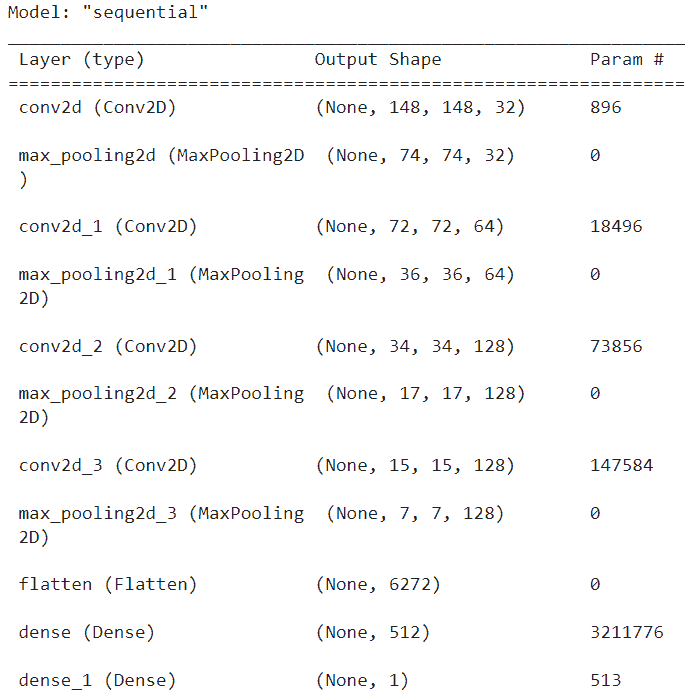 Model: "sequential"
_________________________________________________________________
Layer (type) Output Shape Param #
=================================================================
conv2d (Conv2D) (None, 148, 148, 32) 896
max_pooling2d (MaxPooling2D (None, 74, 74, 32) 0
)
conv2d_1 (Conv2D) (None, 72, 72, 64) 18496
max_pooling2d_1 (MaxPooling (None, 36, 36, 64) 0
2D)
conv2d_2 (Conv2D) (None, 34, 34, 128) 73856
max_pooling2d_2 (MaxPooling (None, 17, 17, 128) 0
2D)
conv2d_3 (Conv2D) (None, 15, 15, 128) 147584
max_pooling2d_3 (MaxPooling (None, 7, 7, 128) 0
2D)
flatten (Flatten) (None, 6272) 0
dense (Dense) (None, 512) 3211776
dense_1 (Dense) (None, 1) 513